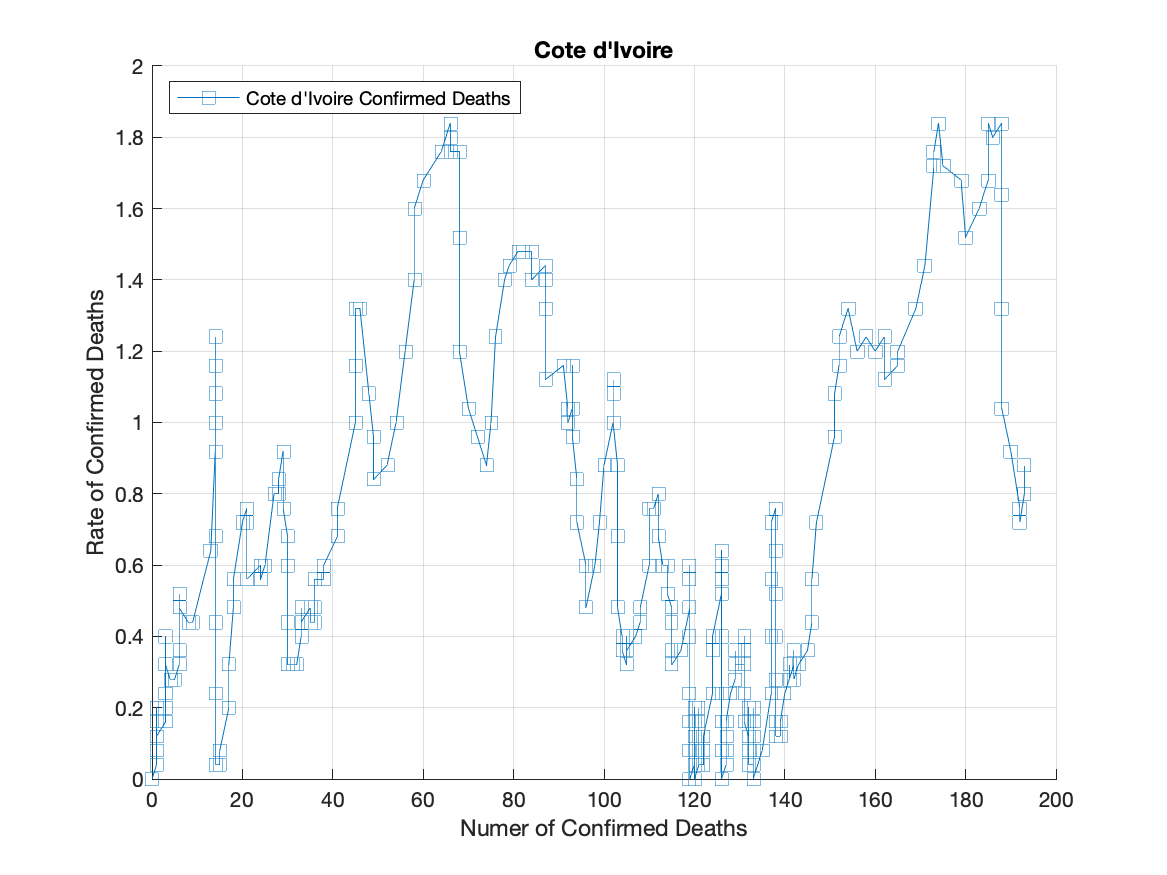 Cote d'Ivoire
Cote d'Ivoire Confirmed Deaths
2
1.8
1.6
1.4
1.2
1
0.8
0.6
0.4
0.2
0
Rate of Confirmed Deaths
0 20 40 60 80 100 120 140 160 180 200
Numer of Confirmed Deaths